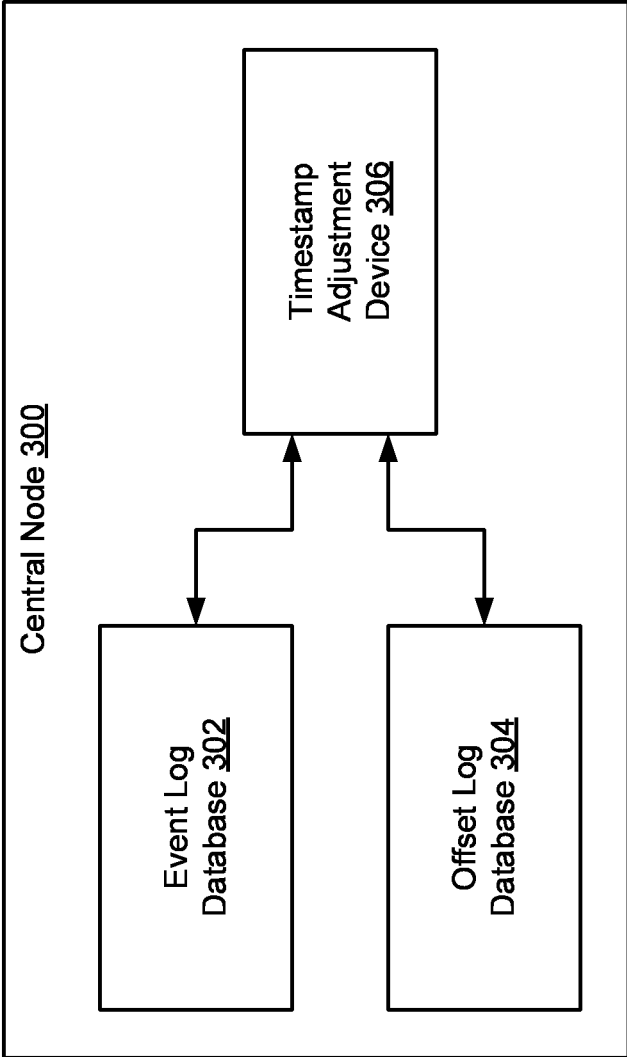 Central Node 300
Event Log
Database 302
Offset Log
Database 304
Timestamp
Adjustment
Device 306